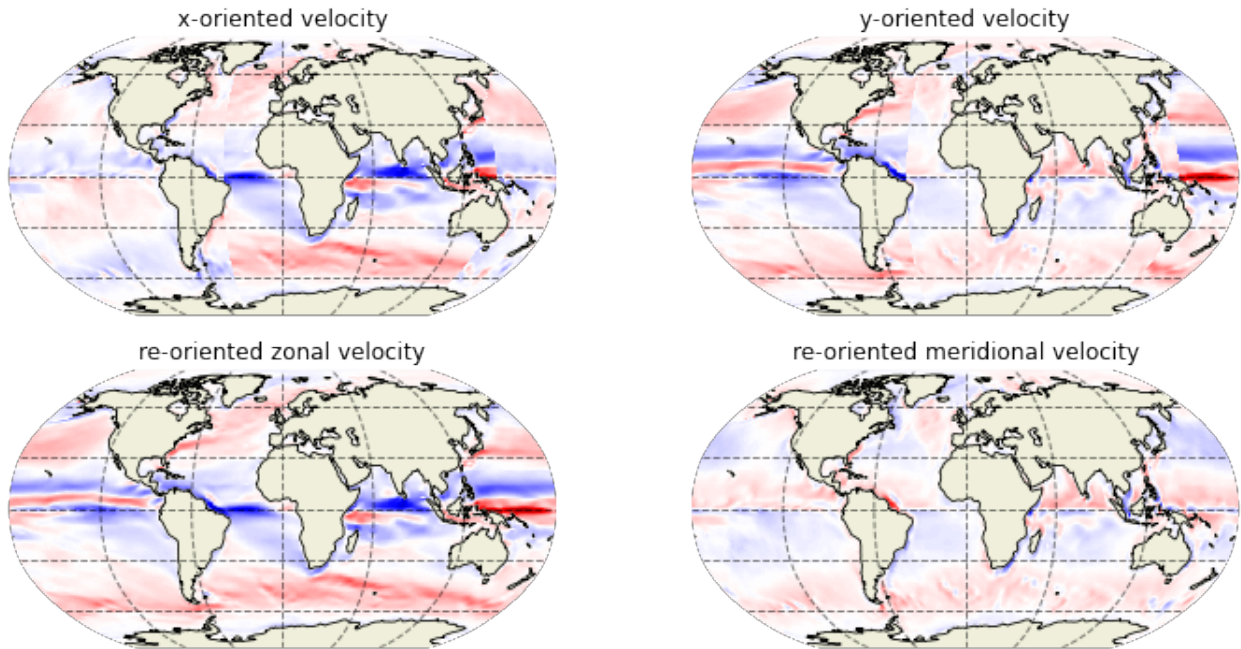 x-oriented velocity
y-oriented velocity
re-oriented zonal velocity
re-oriented meridional velocity